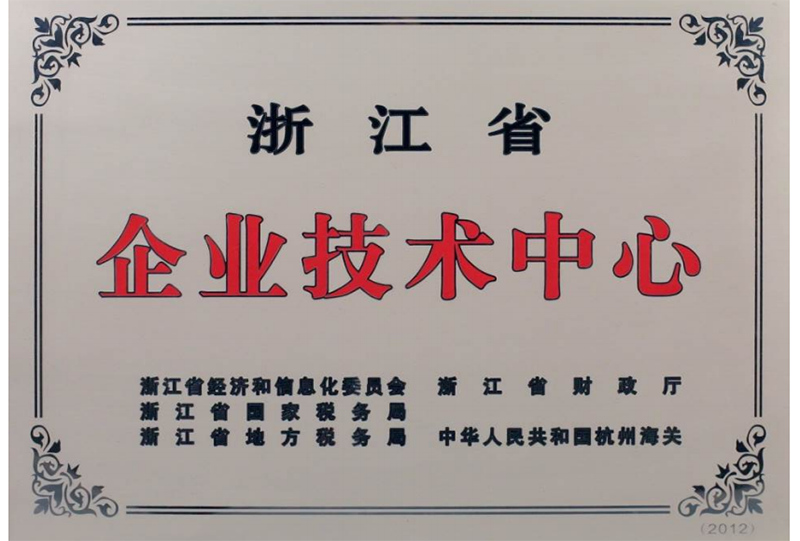 浙江省
企业技术中心
浙江省经济和信息化委员会 浙江省财政厅
浙江省国家税务局
浙江省地方税务局 中华人民共和国杭州海关
(2012)